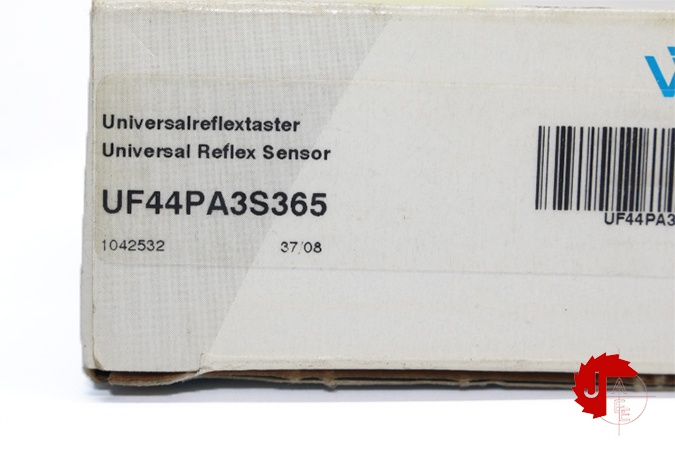 Universalreflextaster
Universal Reflex Sensor
UF44PA3S365
1042532 37/08
UF44PA3
J